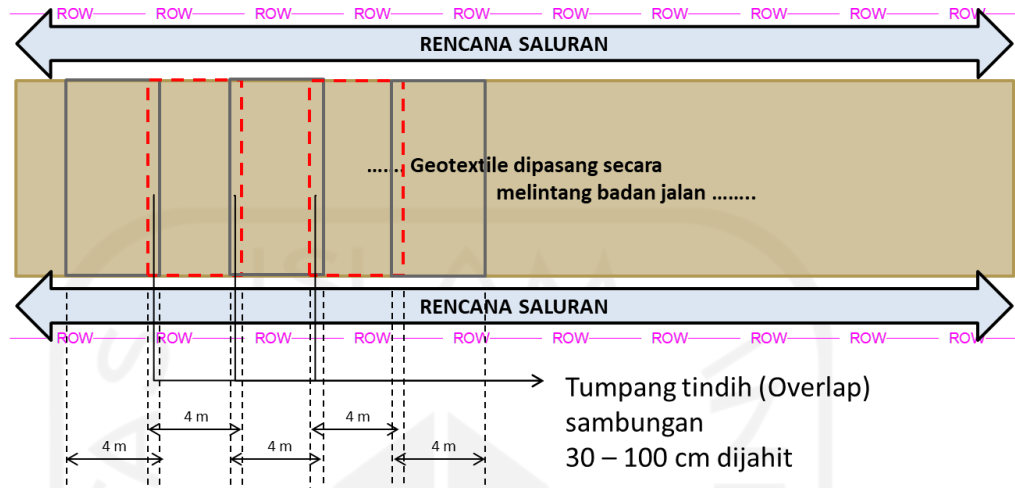 ROW ROW ROW ROW ROW ROW ROW ROW ROW ROW
RENCANA SALURAN
....... Geotextile dipasang secara
melintang badan jalan ........
RENCANA SALURAN
ROW ROW ROW ROW ROW ROW ROW ROW ROW ROW
Tumpang tindih (Overlap)
sambungan
30 – 100 cm dijahit
4 m 4 m
4 m 4 m 4 m